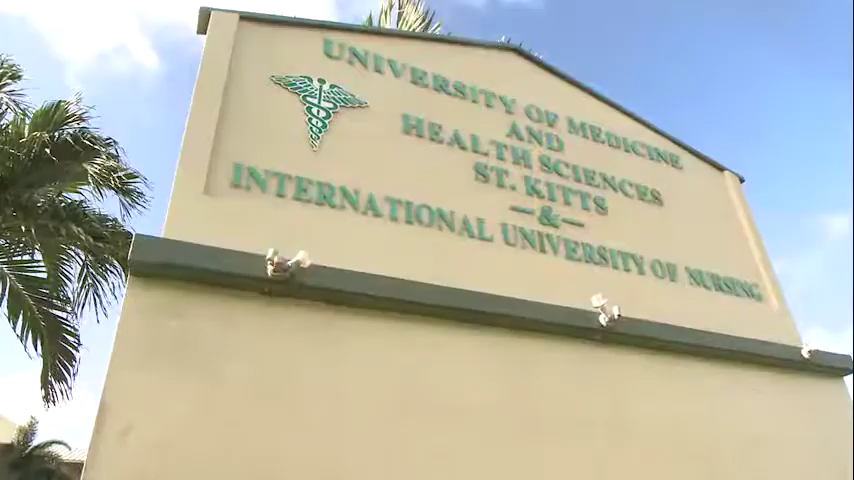 UNIVERSITY OF MEDICINE
AND
HEALTH SCIENCES
ST. KITTS
&
INTERNATIONAL UNIVERSITY OF NURSING